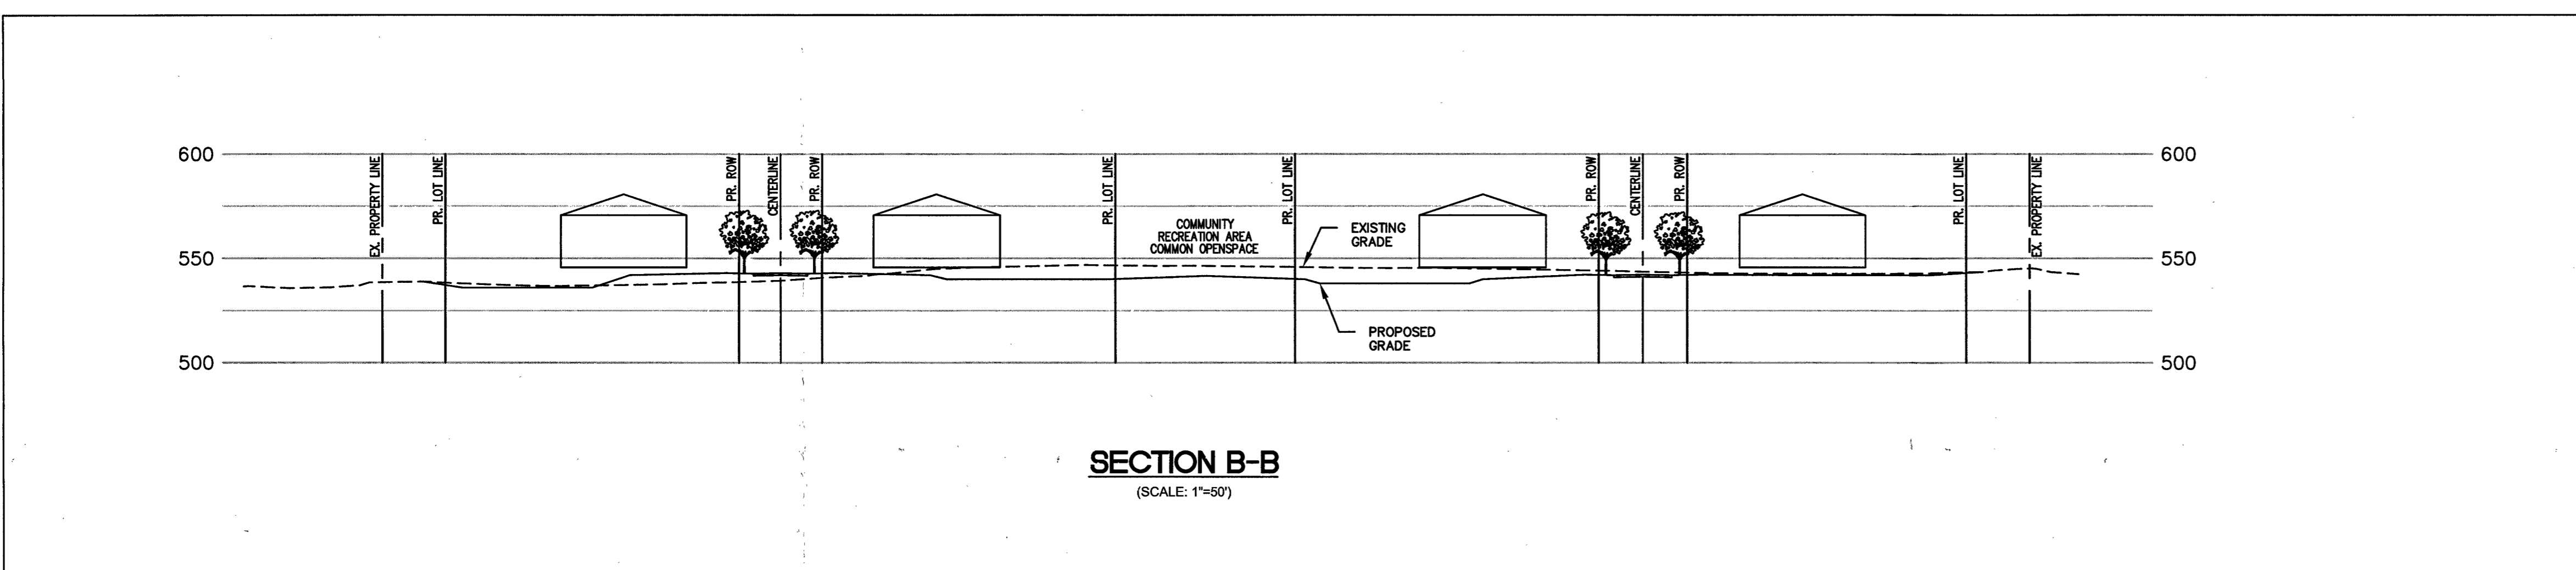 600
600
EX. PROPERTY LINE
PR. LOT LINE
PR. ROW
CENTERLINE
PR. ROW
PR. LOT LINE
PR. LOT LINE
PR. ROW
CENTERLINE
PR. ROW
PR. LOT LINE
EX. PROPERTY LINE
COMMUNITY
RECREATION AREA
COMMON OPENSPACE
EXISTING
GRADE
550
550
PROPOSED
GRADE
500
500
SECTION B-B
(SCALE: 1"=50')